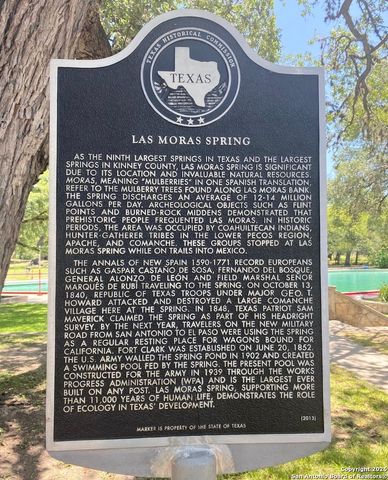 TEXAS HISTORICAL COMMISSION
TEXAS
LAS MORAS SPRING
AS THE NINTH LARGEST SPRINGS IN TEXAS AND THE LARGEST
SPRINGS IN KINNEY COUNTY, LAS MORAS SPRING IS SIGNIFICANT
DUE TO ITS LOCATION AND INVALUABLE NATURAL RESOURCES.
MORAS, MEANING "MULBERRIES" IN ONE SPANISH TRANSLATION,
REFER TO THE MULBERRY TREES FOUND ALONG LAS MORAS BANK.
THE SPRING DISCHARGES AN AVERAGE OF 12-14 MILLION
GALLONS PER DAY. ARCHEOLOGICAL OBJECTS SUCH AS FLINT
POINTS AND BURNED-ROCK MIDDENS DEMONSTRATED THAT
PREHISTORIC PEOPLE FREQUENTED LAS MORAS. IN HISTORIC
PERIODS, THE AREA WAS OCCUPIED BY COAHUILTECAN INDIANS,
HUNTER-GATHERER TRIBES IN THE LOWER PECOS REGION,
APACHE, AND COMANCHE. THESE GROUPS STOPPED AT LAS
MORAS SPRING WHILE ON TRAILS INTO MEXICO.
THE ANNALS OF NEW SPAIN 1590-1771 RECORD EUROPEANS
SUCH AS GASPAR CASTAÑO DE SOSA, FERNANDO DEL BOSQUE,
GENERAL ALONZO DE LEON AND FIELD MARSHAL SEÑOR
MARQUÉS DE RUBI TRAVELING TO THE SPRING. ON OCTOBER 13,
1840, REPUBLIC OF TEXAS TROOPS UNDER MAJOR GEO. T.
HOWARD ATTACKED AND DESTROYED A LARGE COMANCHE
VILLAGE HERE AT THE SPRING. IN 1848, TEXAS PATRIOT SAM
MAVERICK CLAIMED THE SPRING AS PART OF HIS HEADRIGHT
SURVEY. BY THE NEXT YEAR, TRAVELERS ON THE NEW MILITARY
ROAD FROM SAN ANTONIO TO EL PASO WERE USING THE SPRING
AS A REGULAR RESTING PLACE FOR WAGONS BOUND FOR
CALIFORNIA. FORT CLARK WAS ESTABLISHED ON JUNE 20, 1852.
THE U.S. ARMY WALLED THE SPRING POND IN 1902 AND CREATED
A SWIMMING POOL FED BY THE SPRING. THE PRESENT POOL WAS
CONSTRUCTED FOR THE ARMY IN 1939 THROUGH THE WORKS
PROGRESS ADMINISTRATION (WPA) AND IS THE LARGEST EVER
BUILT ON ANY POST. LAS MORAS SPRING, SUPPORTING MORE
THAN 11,000 YEARS OF HUMAN LIFE, DEMONSTRATES THE ROLE
OF ECOLOGY IN TEXAS' DEVELOPMENT.
(2013)
MARKER IS PROPERTY OF THE STATE OF TEXAS
Copyright 2026
San Antonio Board of Realtors